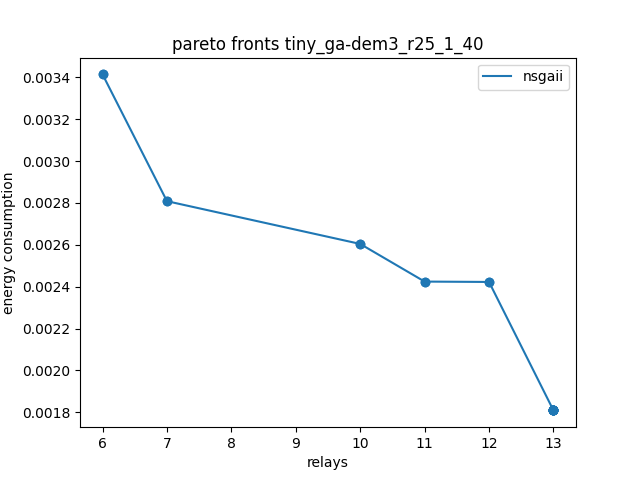 pareto fronts tiny_ga-dem3_r25_1_40
nsgaii
0.0034
0.0032
0.0030
0.0028
0.0026
0.0024
0.0022
0.0020
0.0018
energy consumption
6 7 8 9 10 11 12 13
relays